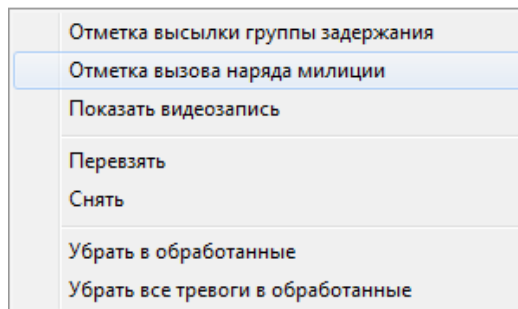 Отметка высылки группы задержания
Отметка вызова наряда милиции
Показать видеозапись
Перевзять
Снять
Убрать в обработанные
Убрать все тревоги в обработанные